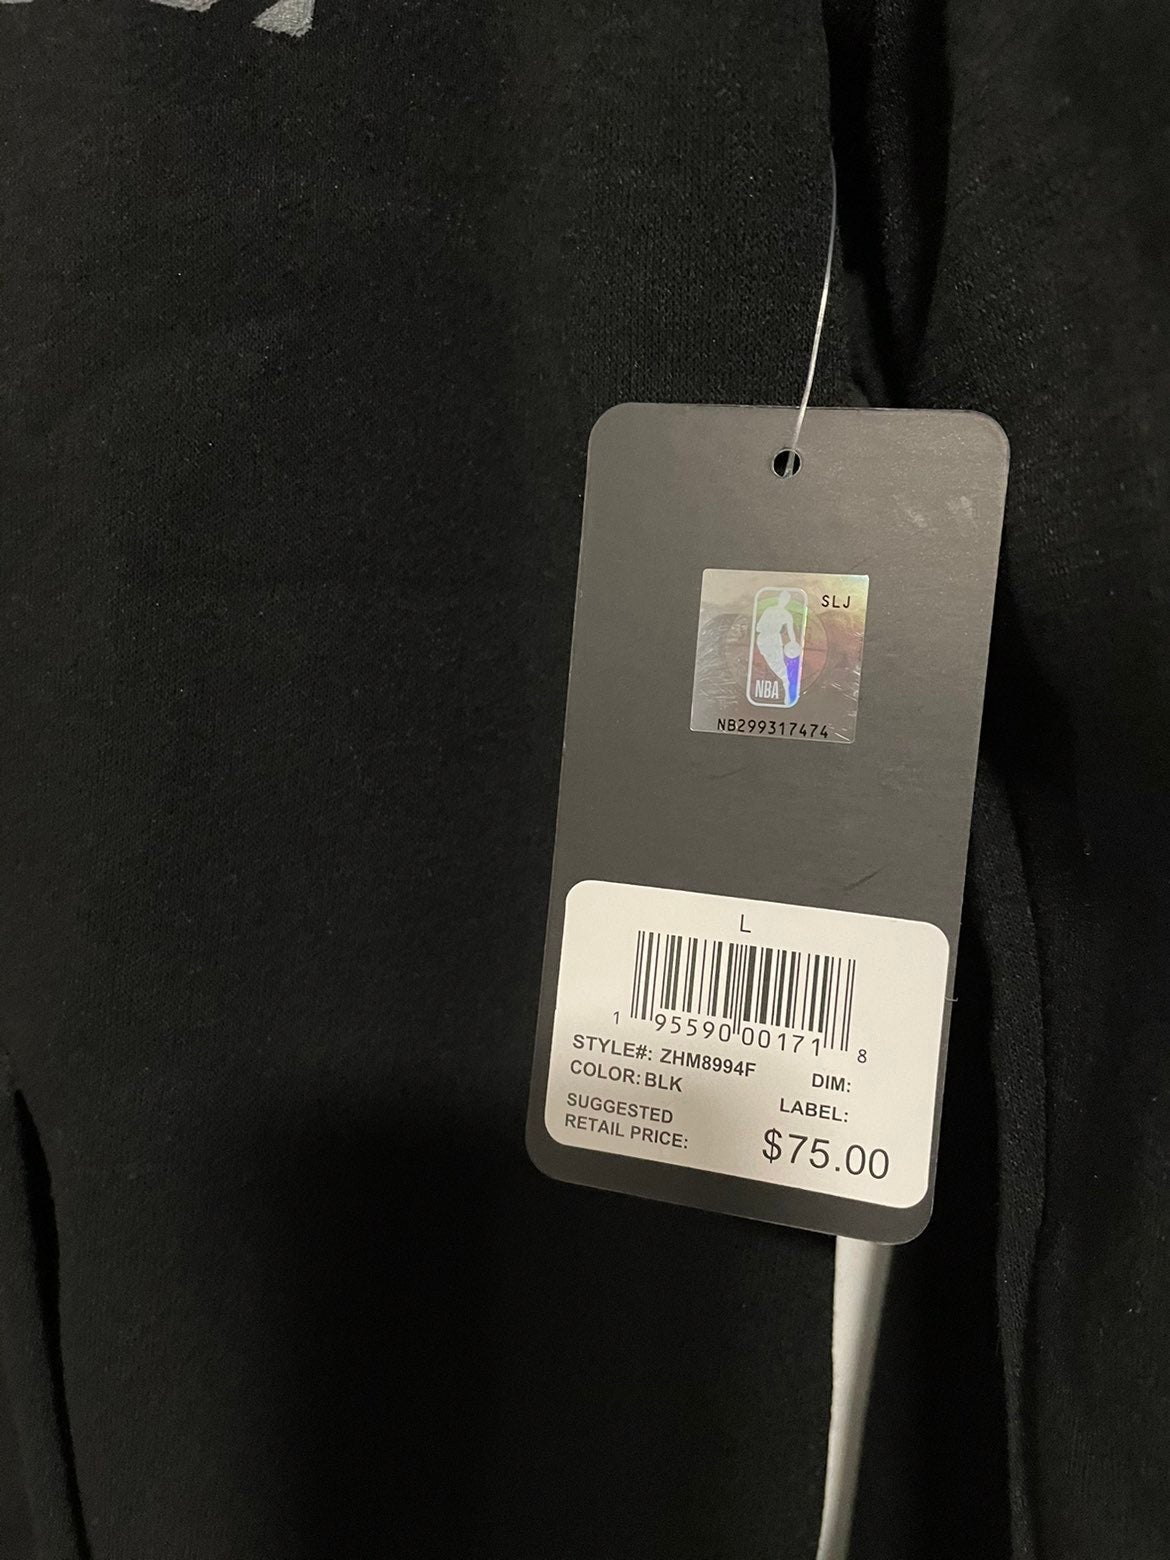 SLJ
NBA
NB299317474
L
1 95590 00171 8
STYLE#: ZHM8994F DIM:
COLOR: BLK LABEL:
SUGGESTED
RETAIL PRICE: $75.00